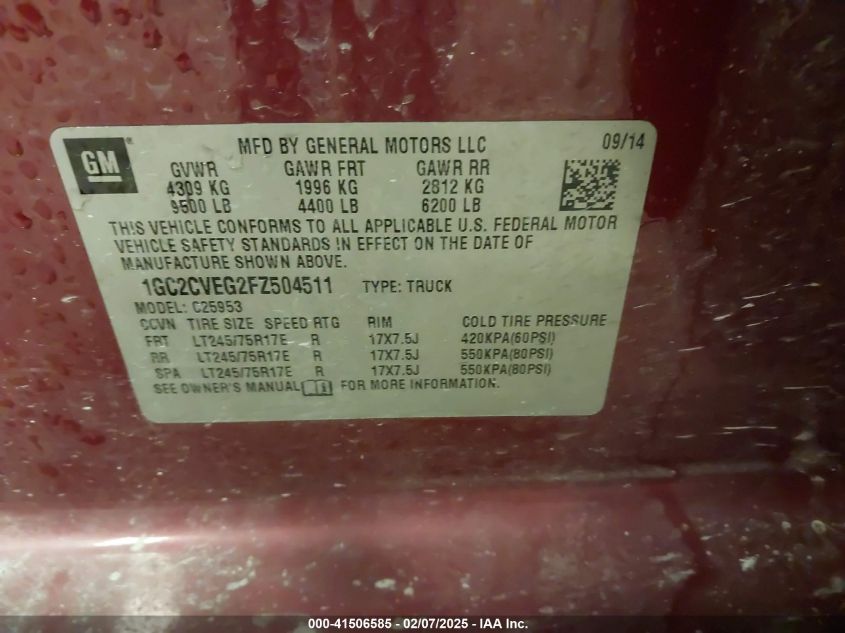 GM ® MFD BY GENERAL MOTORS LLC 09/14
GVWR GAWR FRT GAWR RR
4309 KG 1996 KG 2812 KG
9500 LB 4400 LB 6200 LB
THIS VEHICLE CONFORMS TO ALL APPLICABLE U.S. FEDERAL MOTOR
VEHICLE SAFETY STANDARDS IN EFFECT ON THE DATE OF
MANUFACTURE SHOWN ABOVE.
1GC2CVEG2FZ504511 TYPE: TRUCK
MODEL: C25953
CCVN TIRE SIZE SPEED RTG RIM COLD TIRE PRESSURE
FRT LT245/75R17E R 17X7.5J 420KPA(60PSI)
RR LT245/75R17E R 17X7.5J 550KPA(80PSI)
SPA LT245/75R17E R 17X7.5J 550KPA(80PSI)
SEE OWNER'S MANUAL FOR MORE INFORMATION.
000-41506585 - 02/07/2025 - IAA Inc.